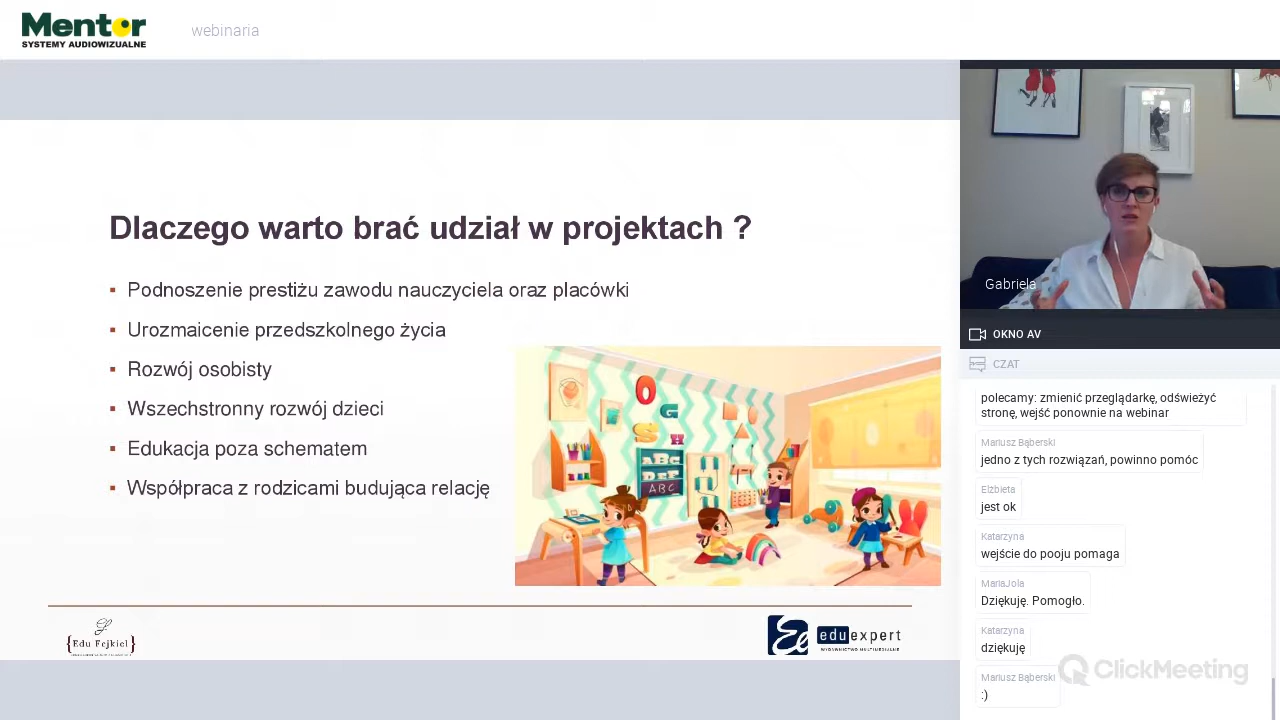 Mentor
SYSTEMY AUDIOWIZUALNE
webinaria
Dlaczego warto brać udział w projektach ?
▪ Podnoszenie prestiżu zawodu nauczyciela oraz placówki
▪ Urozmaicenie przedszkolnego życia
▪ Rozwój osobisty
▪ Wszechstronny rozwój dzieci
▪ Edukacja poza schematem
▪ Współpraca z rodzicami budująca relację
O
G
S
H
ABC
{Edu Fejkiel}
eduexpert
WYDAWNICTWO MULTIMEDIALNE
Gabriela
OKNO AV
CZAT
polecamy: zmienić przeglądarkę, odświeżyć
stronę, wejść ponownie na webinar
Mariusz Bąberski
jedno z tych rozwiązań, powinno pomóc
Elżbieta
jest ok
Katarzyna
wejście do pooju pomaga
MariaJola
Dziękuję. Pomogło.
Katarzyna
dziękuję
Mariusz Bąberski
:)
ClickMeeting